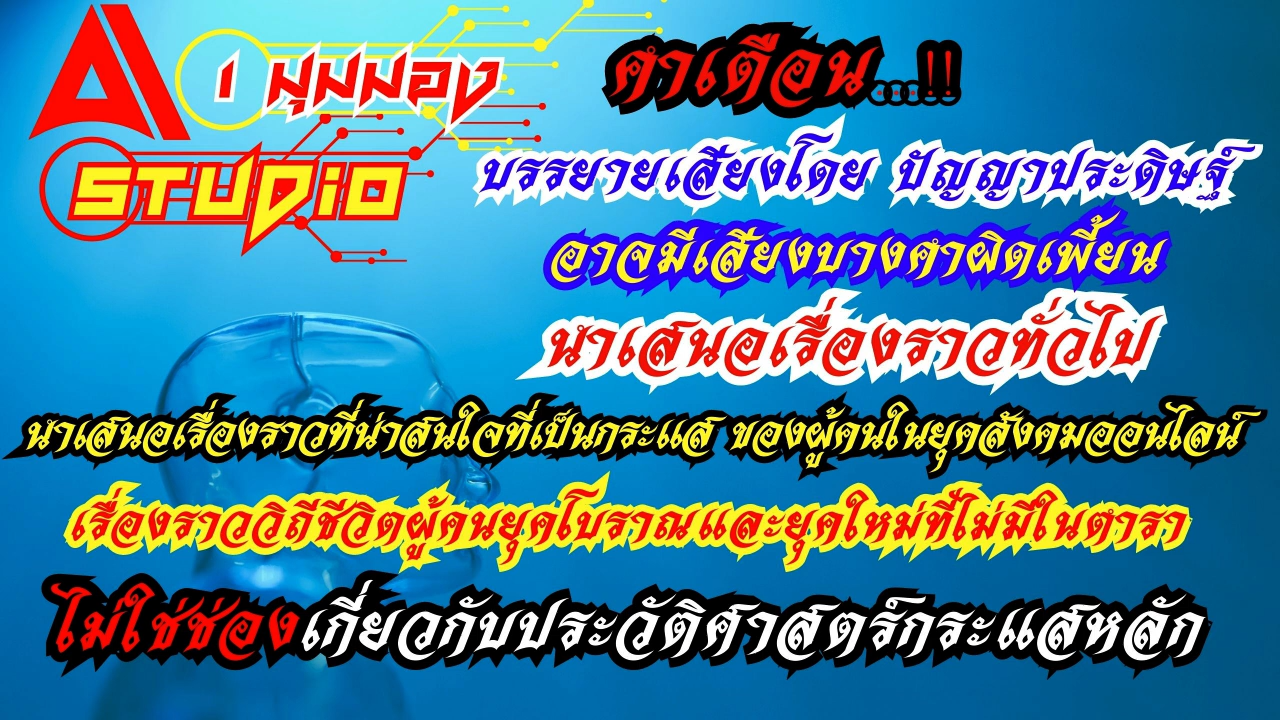 AI 1 มุมมอง
STUDIO
คำเตือน...!!
บรรยายเสียงโดย ปัญญาประดิษฐ์
อาจมีเสียงบางคำผิดเพี้ยน
นำเสนอเรื่องราวทั่วไป
นำเสนอเรื่องราวที่น่าสนใจที่เป็นกระแส ของผู้คนในยุคสังคมออนไลน์
เรื่องราววิถีชีวิตผู้คนยุคโบราณและยุคใหม่ที่ไม่มีในตำรา
ไม่ใช่ช่องเกี่ยวกับประวัติศาสตร์กระแสหลัก